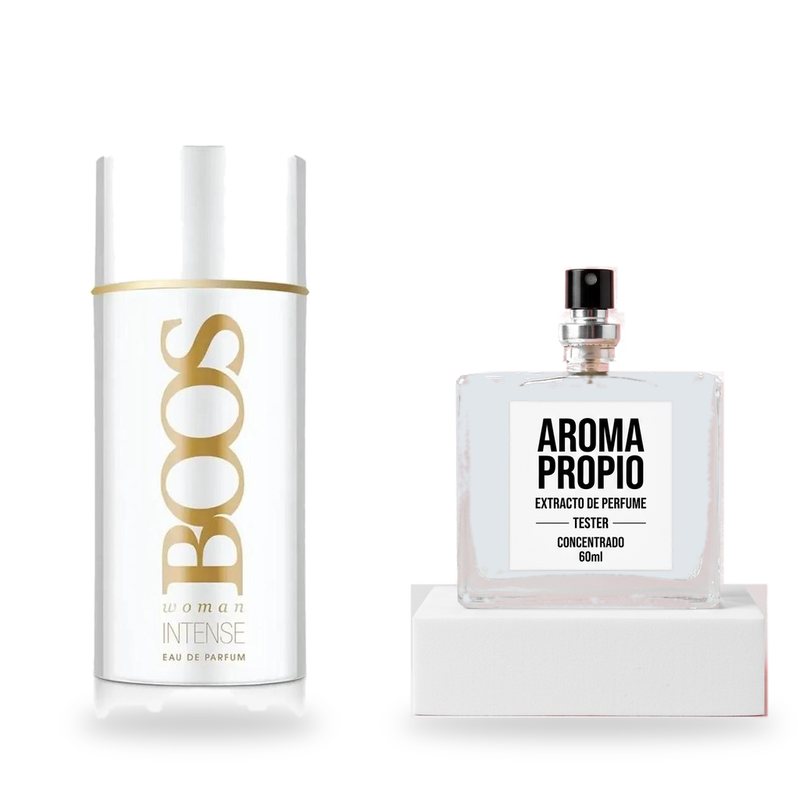 BOOS
woman
INTENSE
EAU DE PARFUM
AROMA
PROPIO
EXTRACTO DE PERFUME
TESTER
CONCENTRADO
60ml